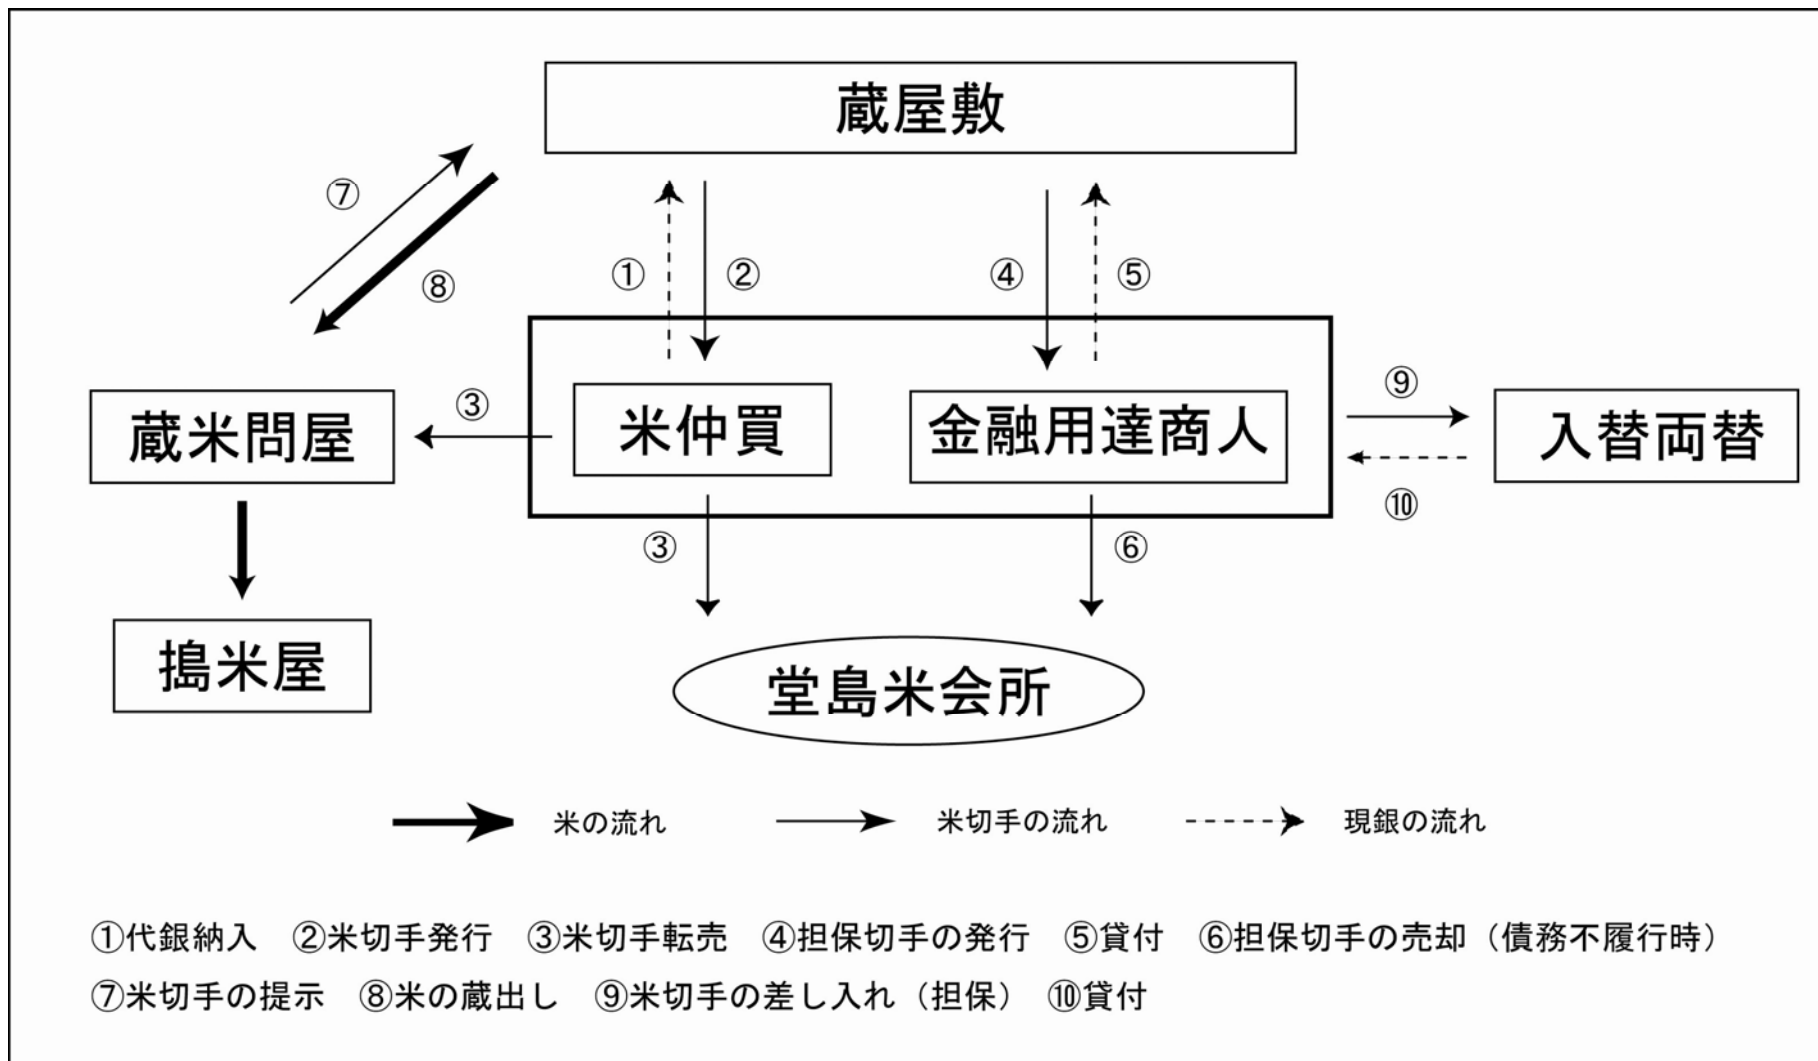 蔵屋敷
⑦
⑧
①
②
④
⑤
蔵米問屋
③
米仲買
金融用達商人
⑨
⑩
入替両替
③
⑥
搗米屋
堂島米会所
米の流れ 米切手の流れ 現銀の流れ
①代銀納入 ②米切手発行 ③米切手転売 ④担保切手の発行 ⑤貸付 ⑥担保切手の売却（債務不履行時）
⑦米切手の提示 ⑧米の蔵出し ⑨米切手の差し入れ（担保） ⑩貸付